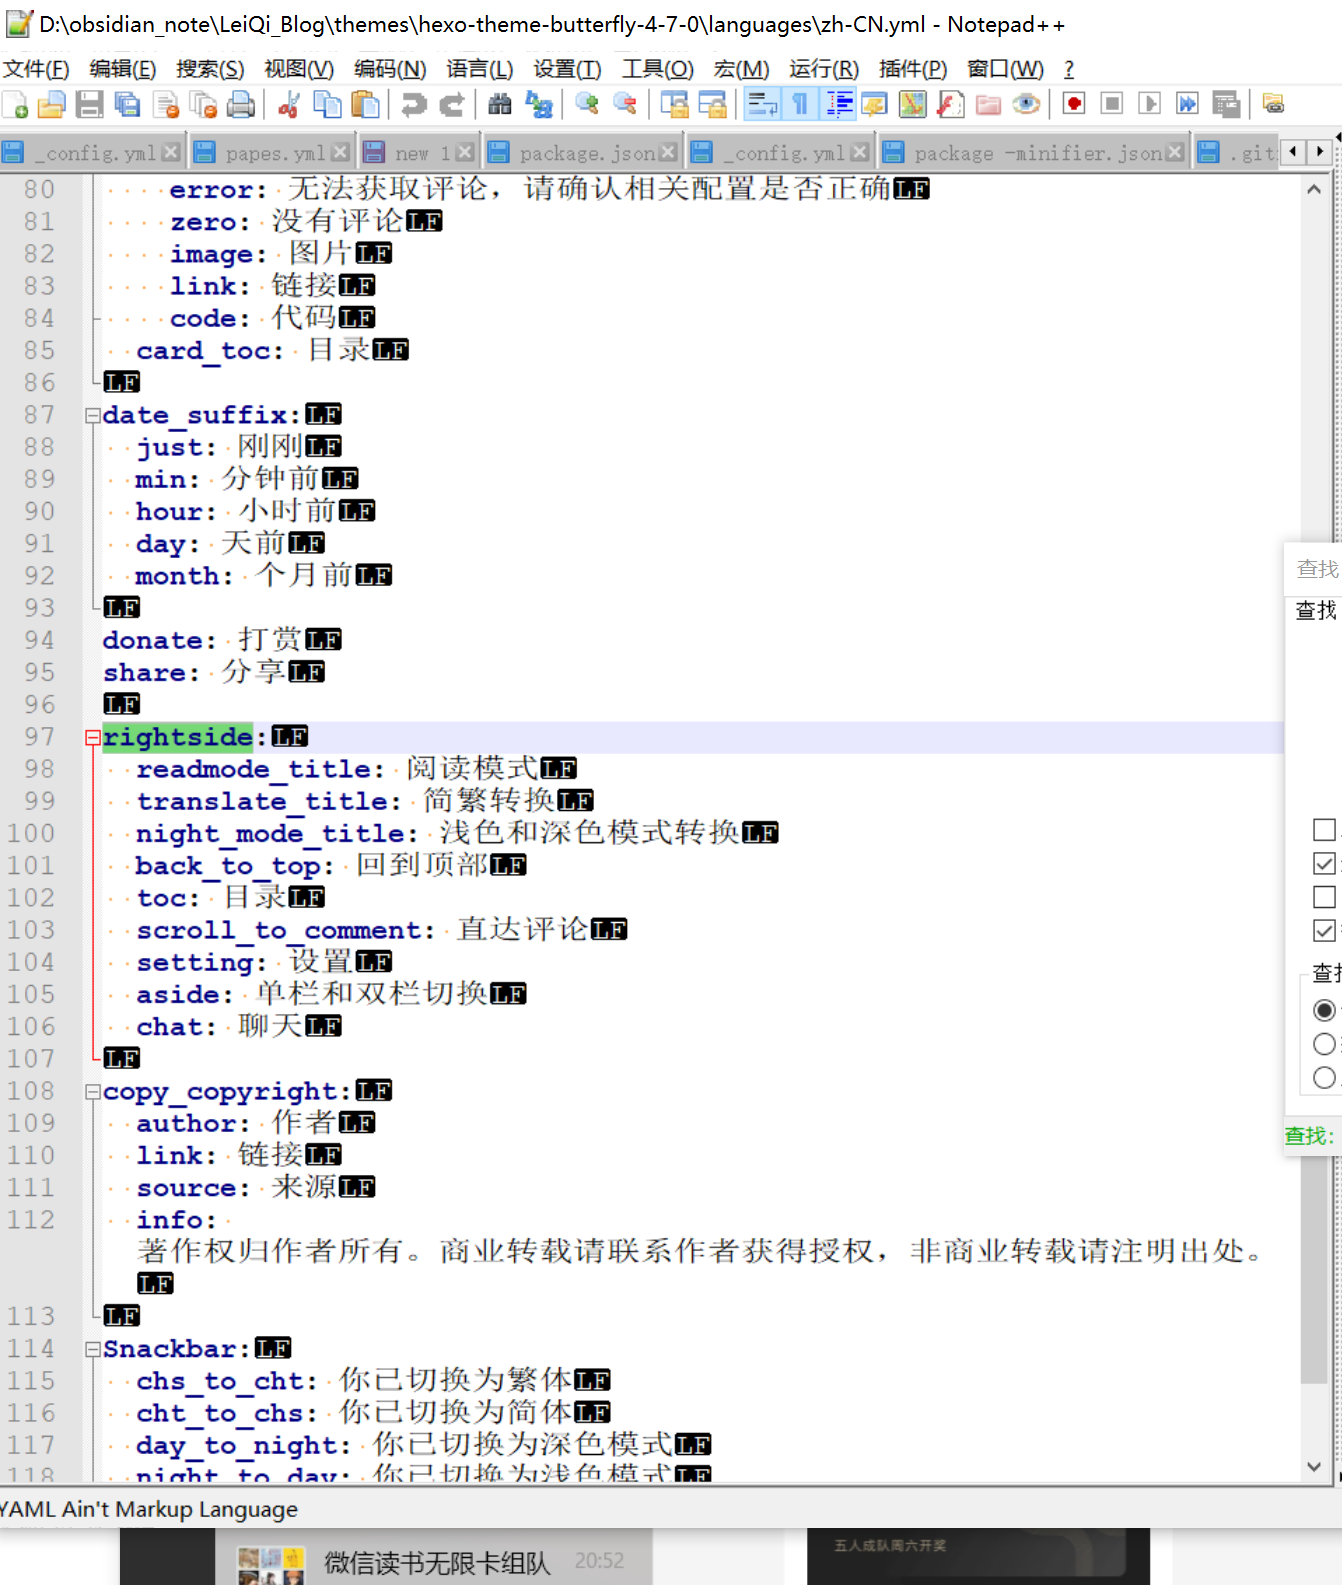 D:\obsidian_note\LeiQi_Blog\themes\hexo-theme-butterfly-4-7-0\languages\zh-CN.yml - Notepad++
文件(F) 编辑(E) 搜索(S) 视图(V) 编码(N) 语言(L) 设置(T) 工具(O) 宏(M) 运行(R) 插件(P) 窗口(W) ?
_config.yml papes.yml new 1 package.json _config.yml package -minifier.json .git
80 error: 无法获取评论，请确认相关配置是否正确LF
81 zero: 没有评论LF
82 image: 图片LF
83 link: 链接LF
84 code: 代码LF
85 card_toc: 目录LF
86 LF
87 date_suffix:LF
88 just: 刚刚LF
89 min: 分钟前LF
90 hour: 小时前LF
91 day: 天前LF
92 month: 个月前LF
93 LF
94 donate: 打赏LF
95 share: 分享LF
96 LF
97 rightside:LF
98 readmode_title: 阅读模式LF
99 translate_title: 简繁转换LF
100 night_mode_title: 浅色和深色模式转换LF
101 back_to_top: 回到顶部LF
102 toc: 目录LF
103 scroll_to_comment: 直达评论LF
104 setting: 设置LF
105 aside: 单栏和双栏切换LF
106 chat: 聊天LF
107 LF
108 copy_copyright:LF
109 author: 作者LF
110 link: 链接LF
111 source: 来源LF
112 info:
著作权归作者所有。商业转载请联系作者获得授权，非商业转载请注明出处。
LF
113 LF
114 Snackbar:LF
115 chs_to_cht: 你已切换为繁体LF
116 cht_to_chs: 你已切换为简体LF
117 day_to_night: 你已切换为深色模式LF
118 night_to_day: 你已切换为浅色模式LF
查找
查找
查找
查找:
YAML Ain't Markup Language
微信读书无限卡组队 20:52
五人成队周六开奖